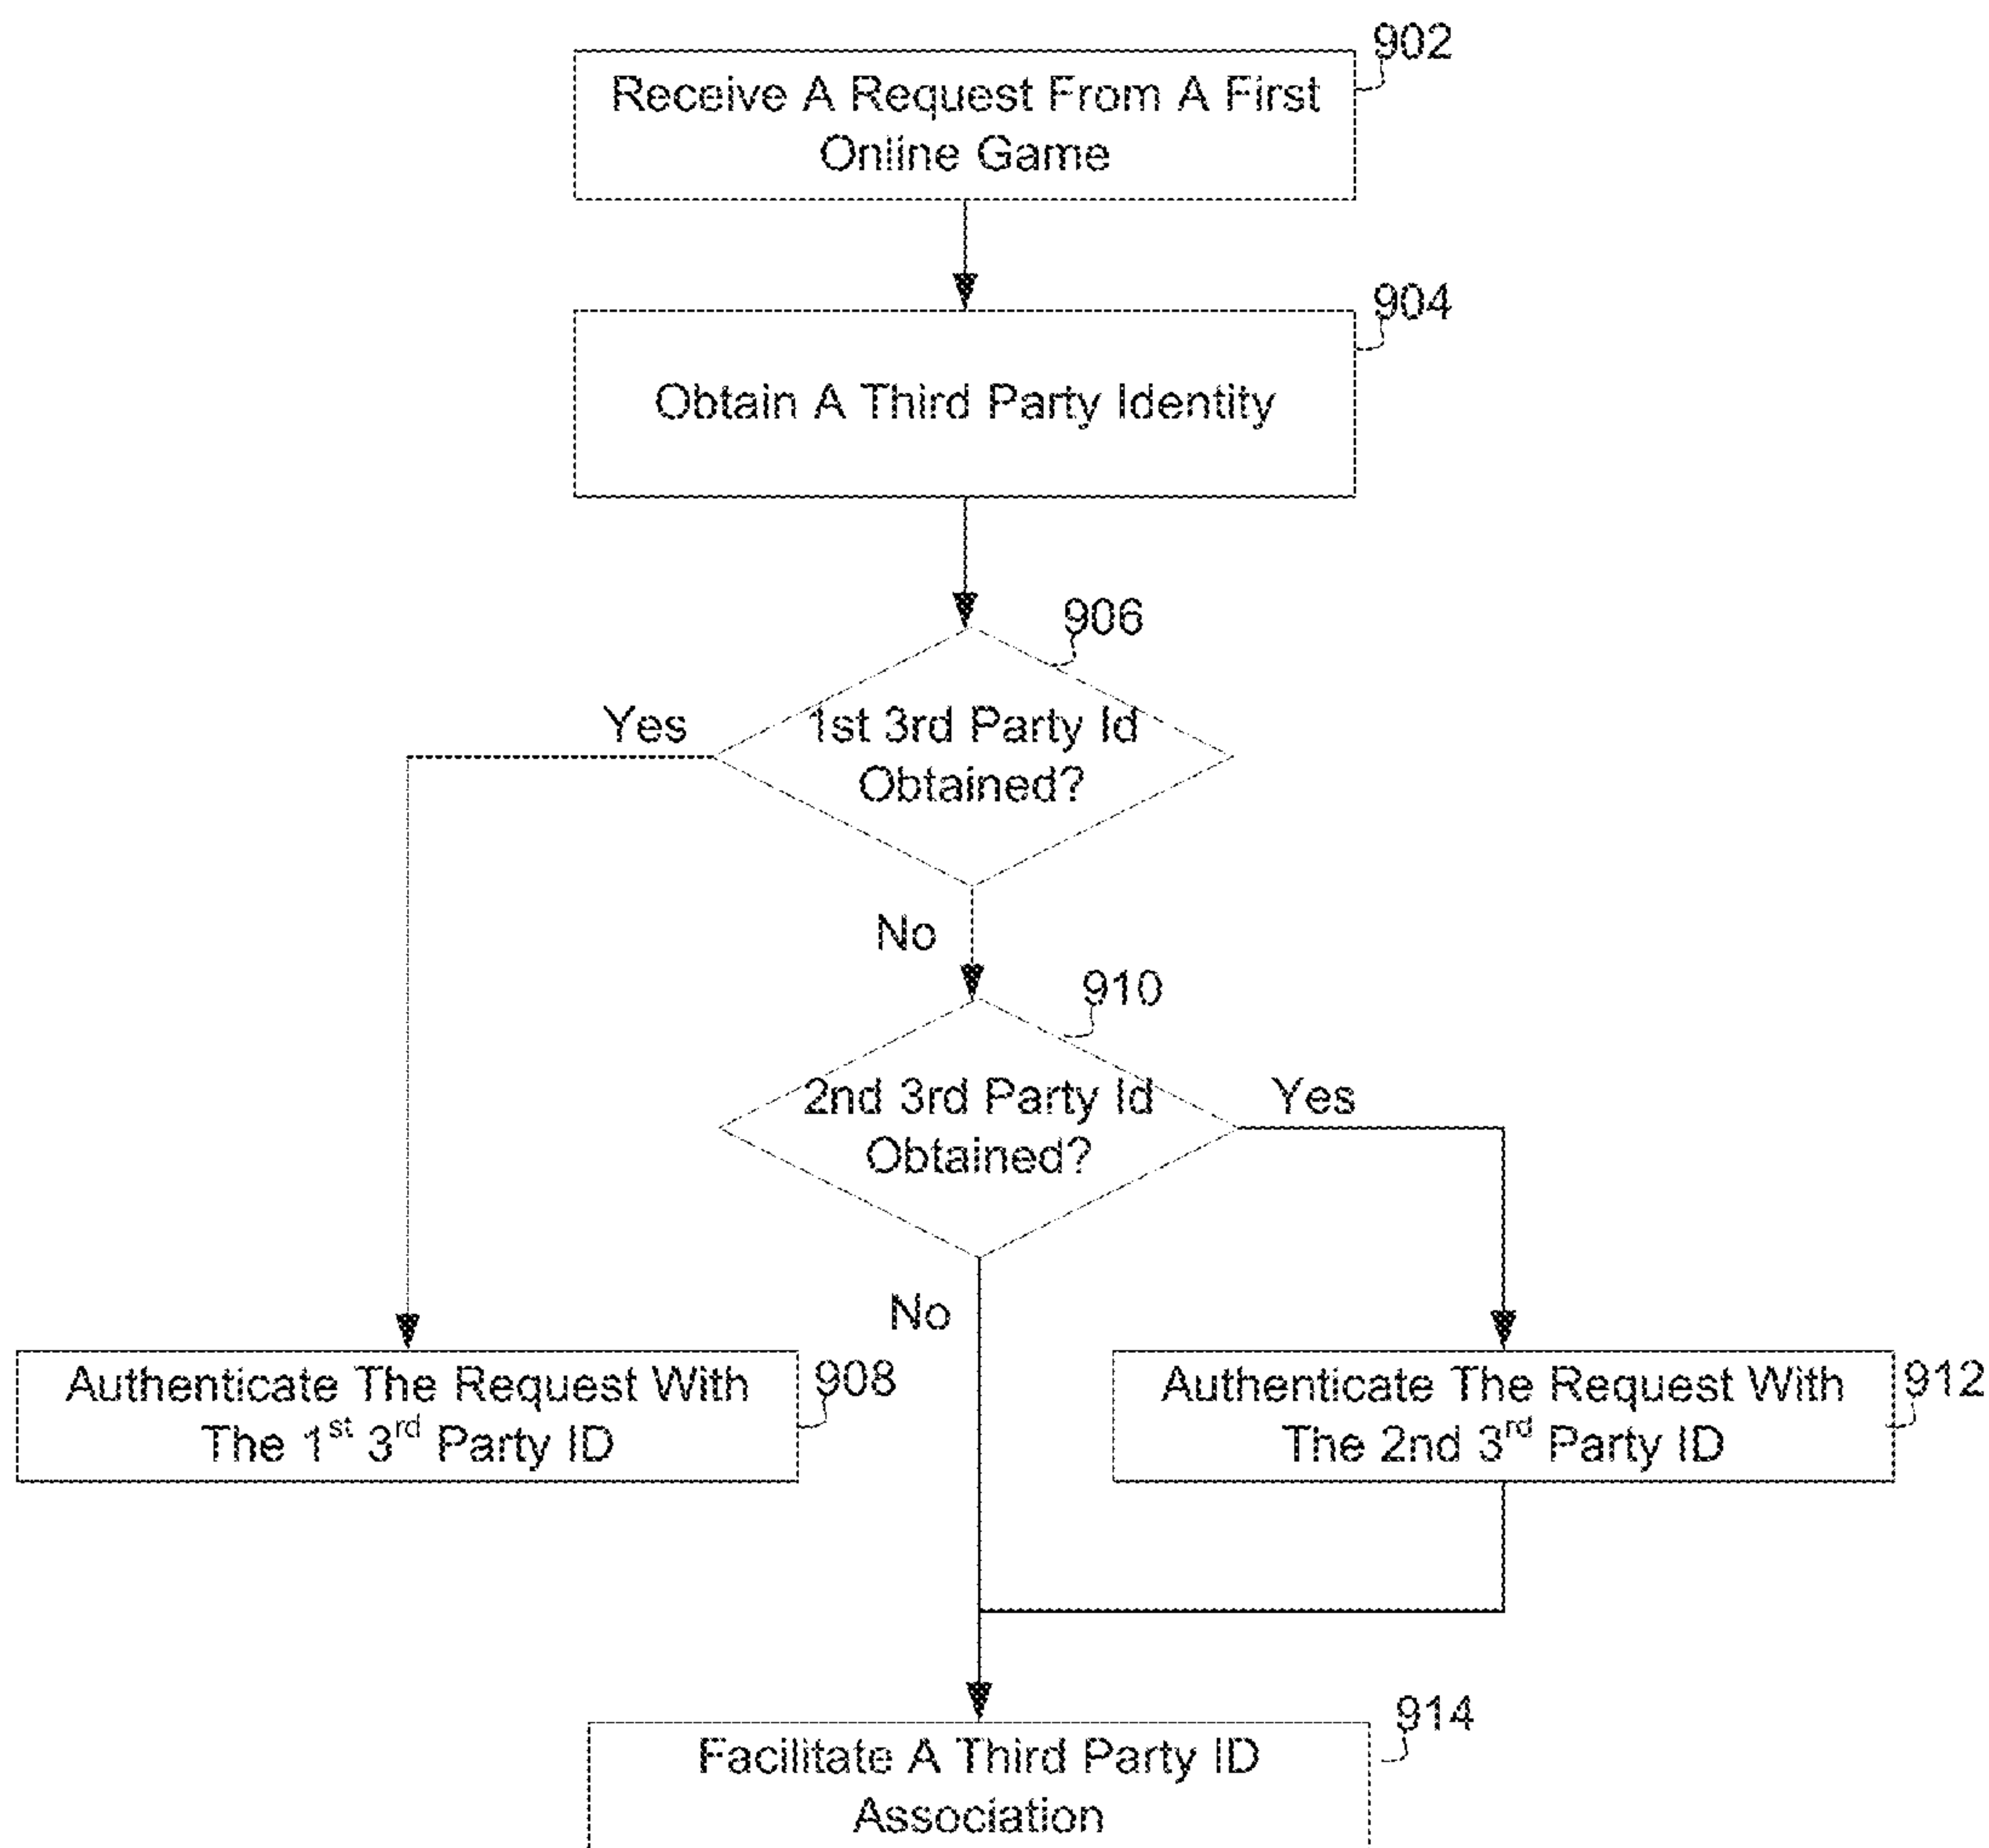 902
Receive A Request From A First
Online Game
904
Obtain A Third Party Identity
906
Yes
1st 3rd Party Id
Obtained?
No
910
2nd 3rd Party Id
Obtained?
Yes
No
Authenticate The Request With
The 1st 3rd Party ID
908
Authenticate The Request With
The 2nd 3rd Party ID
912
914
Facilitate A Third Party ID
Association